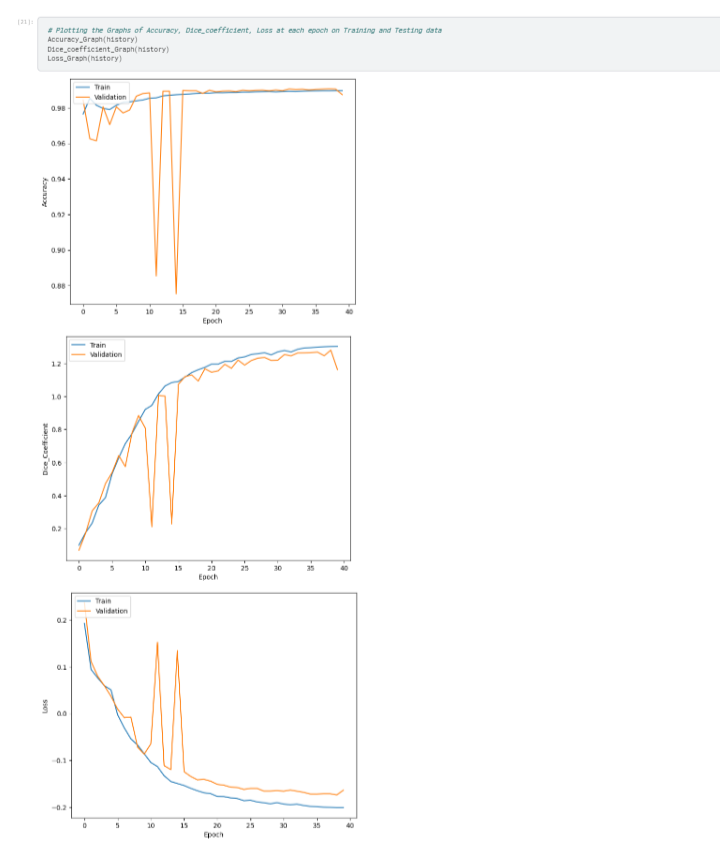 [21]:
# Plotting the Graphs of Accuracy, Dice_coefficient, Loss at each epoch on Training and Testing data
Accuracy_Graph(history)
Dice_coefficient_Graph(history)
Loss_Graph(history)
Train
Validation
0.98
0.96
0.94
0.92
0.90
0.88
Accuracy
0 5 10 15 20 25 30 35 40
Epoch
Train
Validation
1.2
1.0
0.8
0.6
0.4
0.2
Dice_Coefficient
0 5 10 15 20 25 30 35 40
Epoch
Train
Validation
0.2
0.1
0.0
−0.1
−0.2
Loss
0 5 10 15 20 25 30 35 40
Epoch